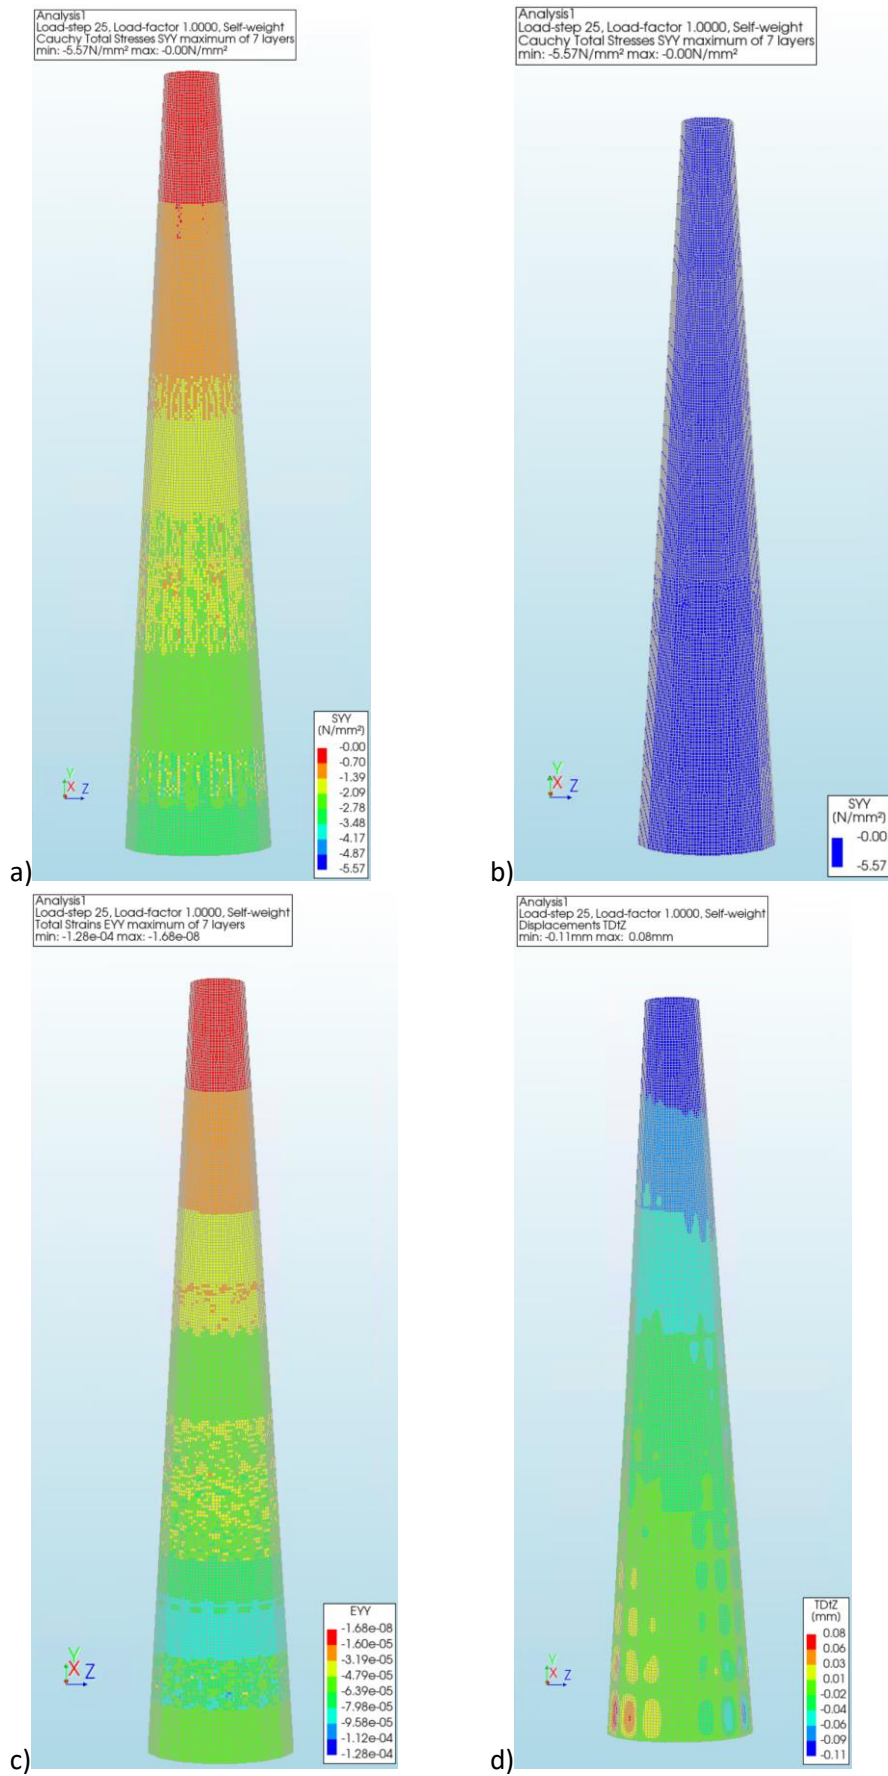 Analysis1
Load-step 25, Load-factor 1.0000, Self-weight
Cauchy Total Stresses SYY maximum of 7 layers
min: -5.57N/mm² max: -0.00N/mm²
Y
X
Z
SYY
(N/mm²)
-0.00
-0.70
-1.39
-2.09
-2.78
-3.48
-4.17
-4.87
-5.57
a)
Analysis1
Load-step 25, Load-factor 1.0000, Self-weight
Cauchy Total Stresses SYY maximum of 7 layers
min: -5.57N/mm² max: -0.00N/mm²
Y
X
Z
SYY
(N/mm²)
-0.00
-5.57
b)
Analysis1
Load-step 25, Load-factor 1.0000, Self-weight
Total Strains EYY maximum of 7 layers
min: -1.28e-04 max: -1.68e-08
Y
X
Z
EYY
-1.68e-08
-1.60e-05
-3.19e-05
-4.79e-05
-6.39e-05
-7.98e-05
-9.58e-05
-1.12e-04
-1.28e-04
c)
Analysis1
Load-step 25, Load-factor 1.0000, Self-weight
Displacements TDtZ
min: -0.11mm max: 0.08mm
Y
X
Z
TDtZ
(mm)
0.08
0.06
0.03
0.01
-0.02
-0.04
-0.06
-0.09
-0.11
d)